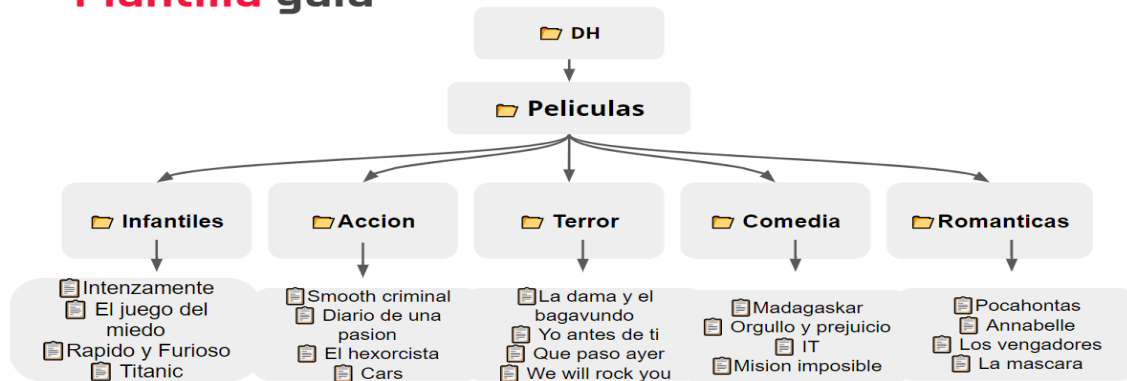 Plantilla guía
DH
Peliculas
Infantiles
Accion
Terror
Comedia
Romanticas
Intenzamente
El juego del
miedo
Rapido y Furioso
Titanic
Smooth criminal
Diario de una
pasion
El hexorcista
Cars
La dama y el
bagavundo
Yo antes de ti
Que paso ayer
We will rock you
Madagaskar
Orgullo y prejuicio
IT
Mision imposible
Pocahontas
Annabelle
Los vengadores
La mascara